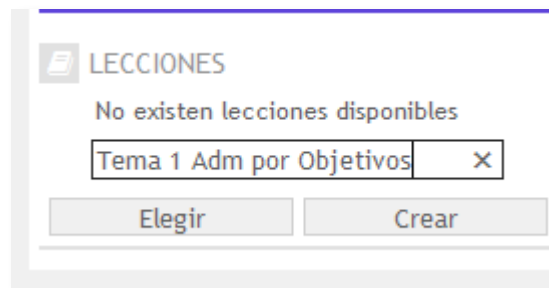 LECCIONES
No existen lecciones disponibles
Tema 1 Adm por Objetivos
Elegir Crear